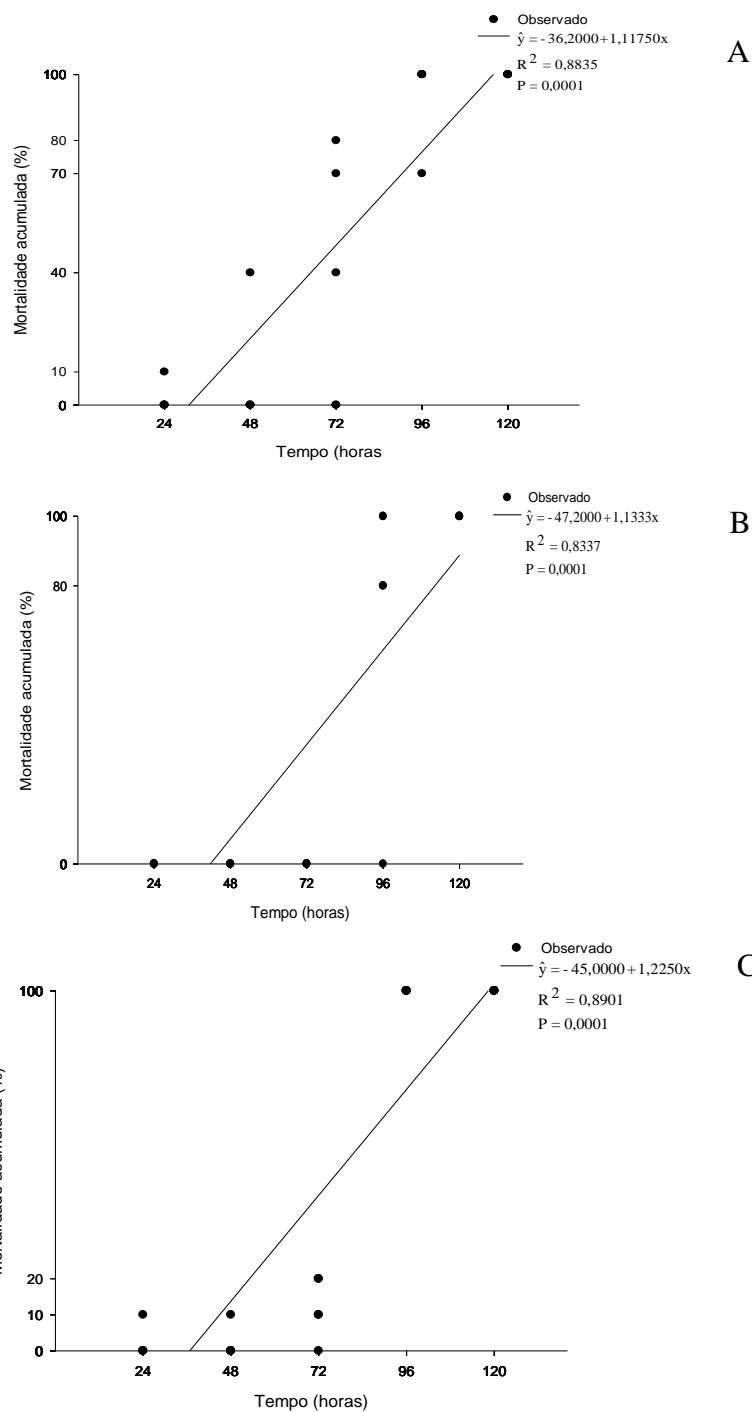 Observado
ŷ = - 36,2000 + 1,11750x
R² = 0,8835
P = 0,0001
A
Mortalidade acumulada (%)
100
80
70
40
10
0
24 48 72 96 120
Tempo (horas
Observado
ŷ = - 47,2000 + 1,1333x
R² = 0,8337
P = 0,0001
B
Mortalidade acumulada (%)
100
80
0
24 48 72 96 120
Tempo (horas)
Observado
ŷ = - 45,0000 + 1,2250x
R² = 0,8901
P = 0,0001
C
Mortalidade acumulada (%)
100
20
10
0
24 48 72 96 120
Tempo (horas)